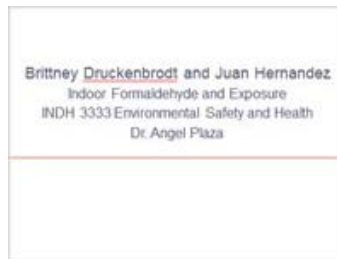 Brittney Druckenbrodt and Juan Hernandez
Indoor Formaldehyde and Exposure
INDH 3333 Environmental Safety and Health
Dr. Angel Plaza